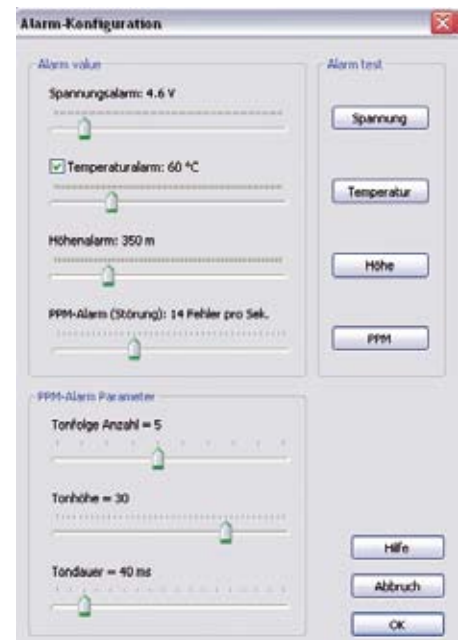 Alarm-Konfiguration
Alarm value
Spannungsalarm: 4.6 V
Temperaturalarm: 60 °C
Höhenalarm: 350 m
PPM-Alarm (Störung): 14 Fehler pro Sek.
Alarm test
Spannung
Temperatur
Höhe
PPM
PPM-Alarm Parameter
Tonfolge Anzahl = 5
Tonhöhe = 30
Tondauer = 40 ms
Hilfe
Abbruch
OK